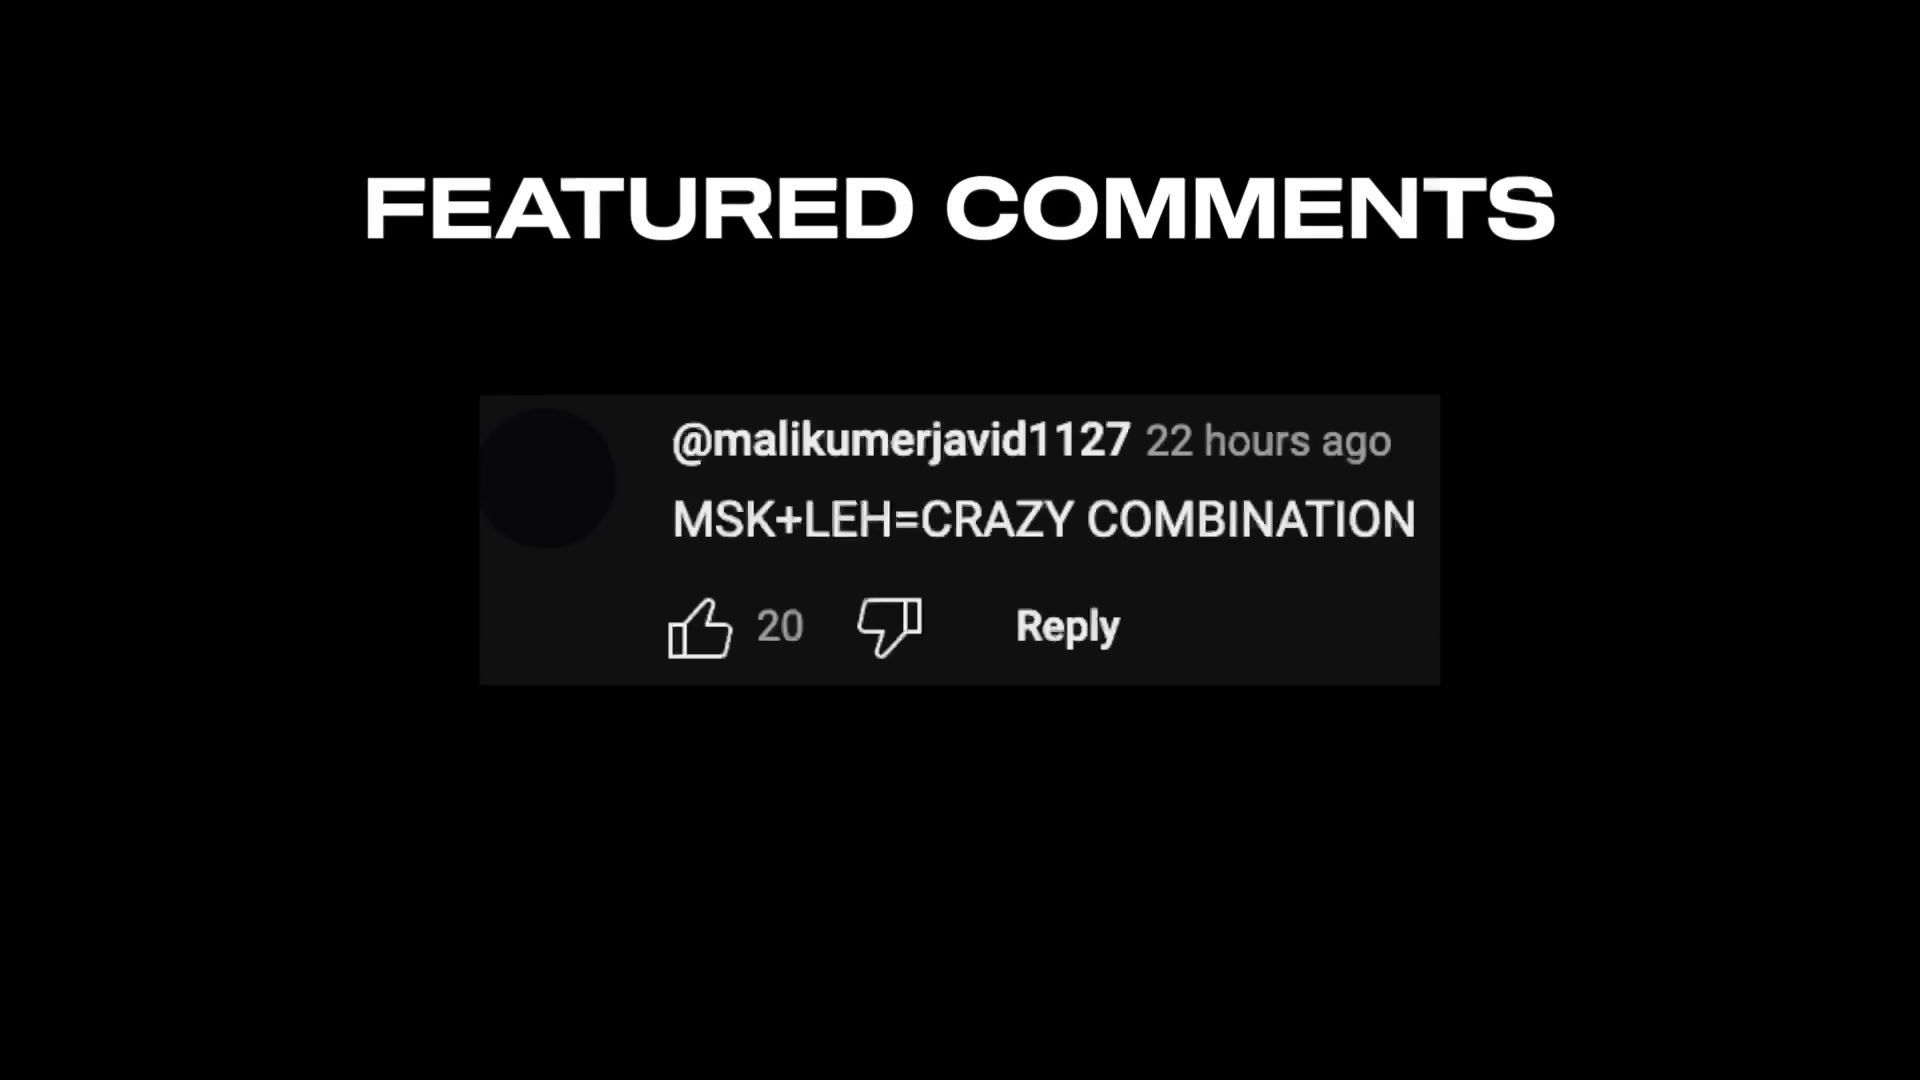 FEATURED COMMENTS
@malikumerjavid1127 22 hours ago
MSK+LEH=CRAZY COMBINATION
20 Reply